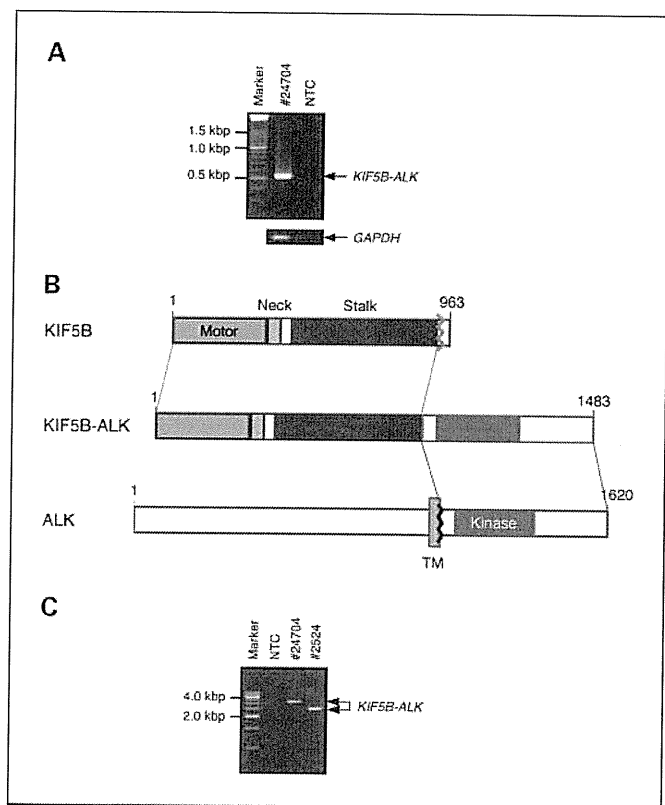 A
Marker
#24704
NTC
1.5 kbp
1.0 kbp
0.5 kbp
KIF5B-ALK
GAPDH
B
1
Neck
Stalk
963
KIF5B
Motor
1
1483
KIF5B-ALK
1
1620
ALK
Kinase
TM
C
Marker
NTC
#24704
#2524
4.0 kbp
2.0 kbp
KIF5B-ALK